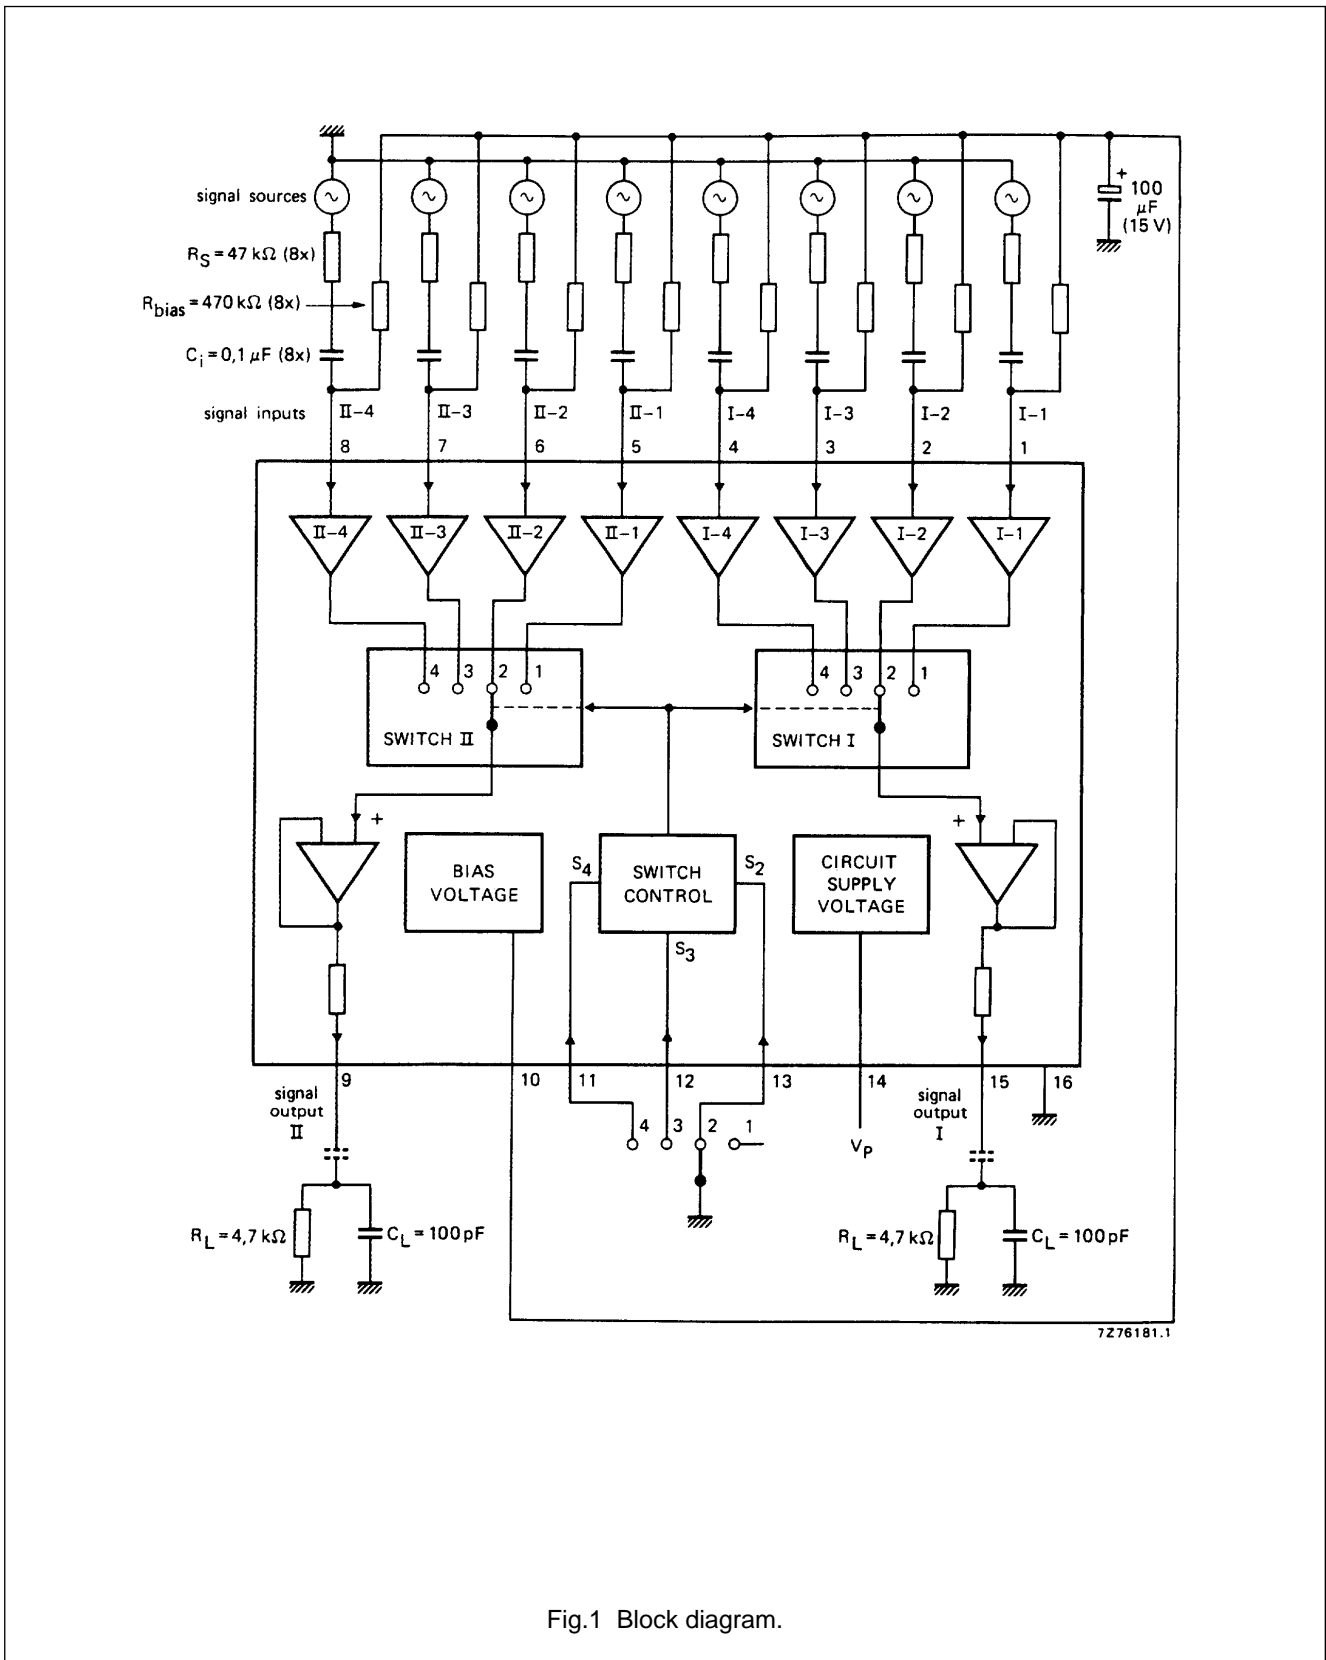 +
100
μF
(15 V)
signal sources
R_S = 47 kΩ (8x)
R_bias = 470 kΩ (8x)
C_i = 0,1 μF (8x)
signal inputs II-4 II-3 II-2 II-1 I-4 I-3 I-2 I-1
8 7 6 5 4 3 2 1
II-4 II-3 II-2 II-1 I-4 I-3 I-2 I-1
4 3 2 1 4 3 2 1
SWITCH II SWITCH I
+ +
BIAS
VOLTAGE
S4 SWITCH
CONTROL S2
S3
CIRCUIT
SUPPLY
VOLTAGE
9 10 11 12 13 14 15 16
signal
output
II
4 3 2 1
V_P
signal
output
I
R_L = 4,7 kΩ C_L = 100 pF
R_L = 4,7 kΩ C_L = 100 pF
7Z76181.1
Fig.1 Block diagram.